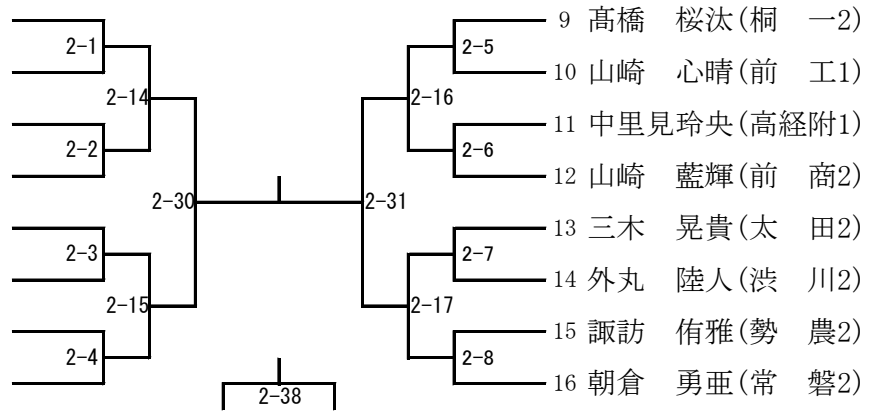 9 髙橋　桜汰(桐　一2)
2-1
2-5
10 山崎　心晴(前　工1)
2-14
2-16
11 中里見玲央(高経附1)
2-2
2-6
12 山崎　藍輝(前　商2)
2-30
2-31
13 三木　晃貴(太　田2)
2-3
2-7
14 外丸　陸人(渋　川2)
2-15
2-17
15 諏訪　侑雅(勢　農2)
2-4
2-8
16 朝倉　勇亜(常　磐2)
2-38